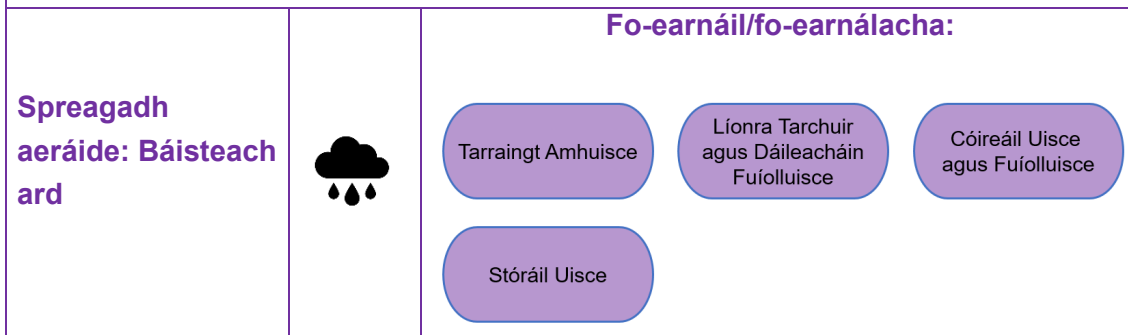 Spreagadh
aeráide: Báisteach
ard
Fo-earnáil/fo-earnálacha:
Tarraingt Amhuisce
Líonra Tarchuir
agus Dáileacháin
Fuíolluisce
Cóireáil Uisce
agus Fuíolluisce
Stóráil Uisce